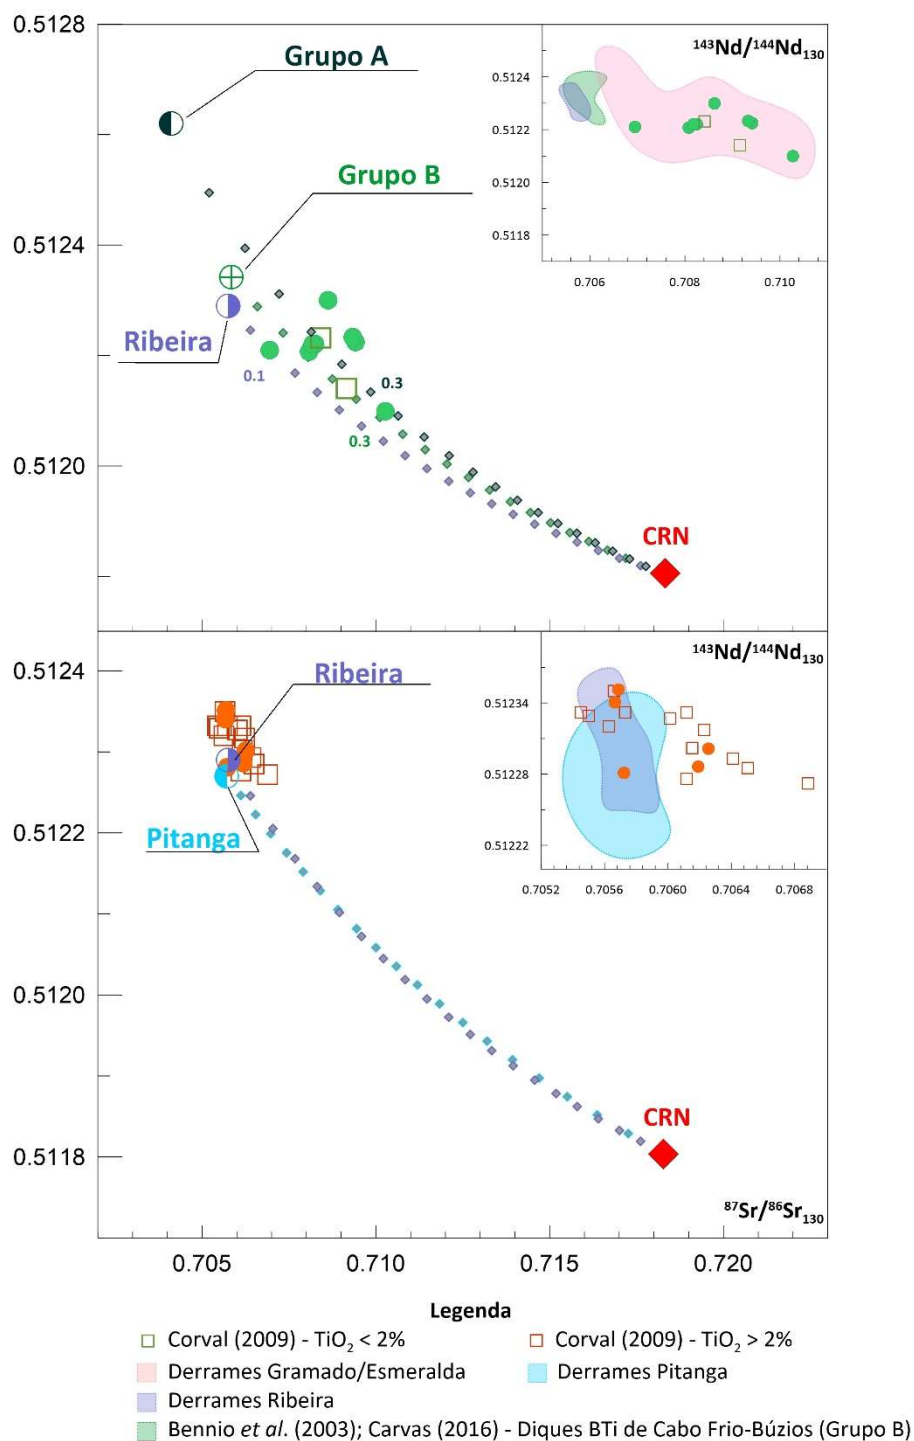 0.5128
Grupo A
¹⁴³Nd/¹⁴⁴Nd₁₃₀
0.5124
0.5122
0.5120
0.5118
0.706 0.708 0.710
Grupo B
0.5124
Ribeira
0.1
0.3
0.3
0.5120
CRN
0.5124
Ribeira
¹⁴³Nd/¹⁴⁴Nd₁₃₀
0.51234
0.51228
0.51222
0.7052 0.7056 0.7060 0.7064 0.7068
Pitanga
0.5122
0.5120
CRN
0.5118
⁸⁷Sr/⁸⁶Sr₁₃₀
0.705 0.710 0.715 0.720
Legenda
Corval (2009) - TiO₂ < 2% Corval (2009) - TiO₂ > 2%
Derrames Gramado/Esmeralda Derrames Pitanga
Derrames Ribeira
Bennio et al. (2003); Carvas (2016) - Diques BTi de Cabo Frio-Búzios (Grupo B)